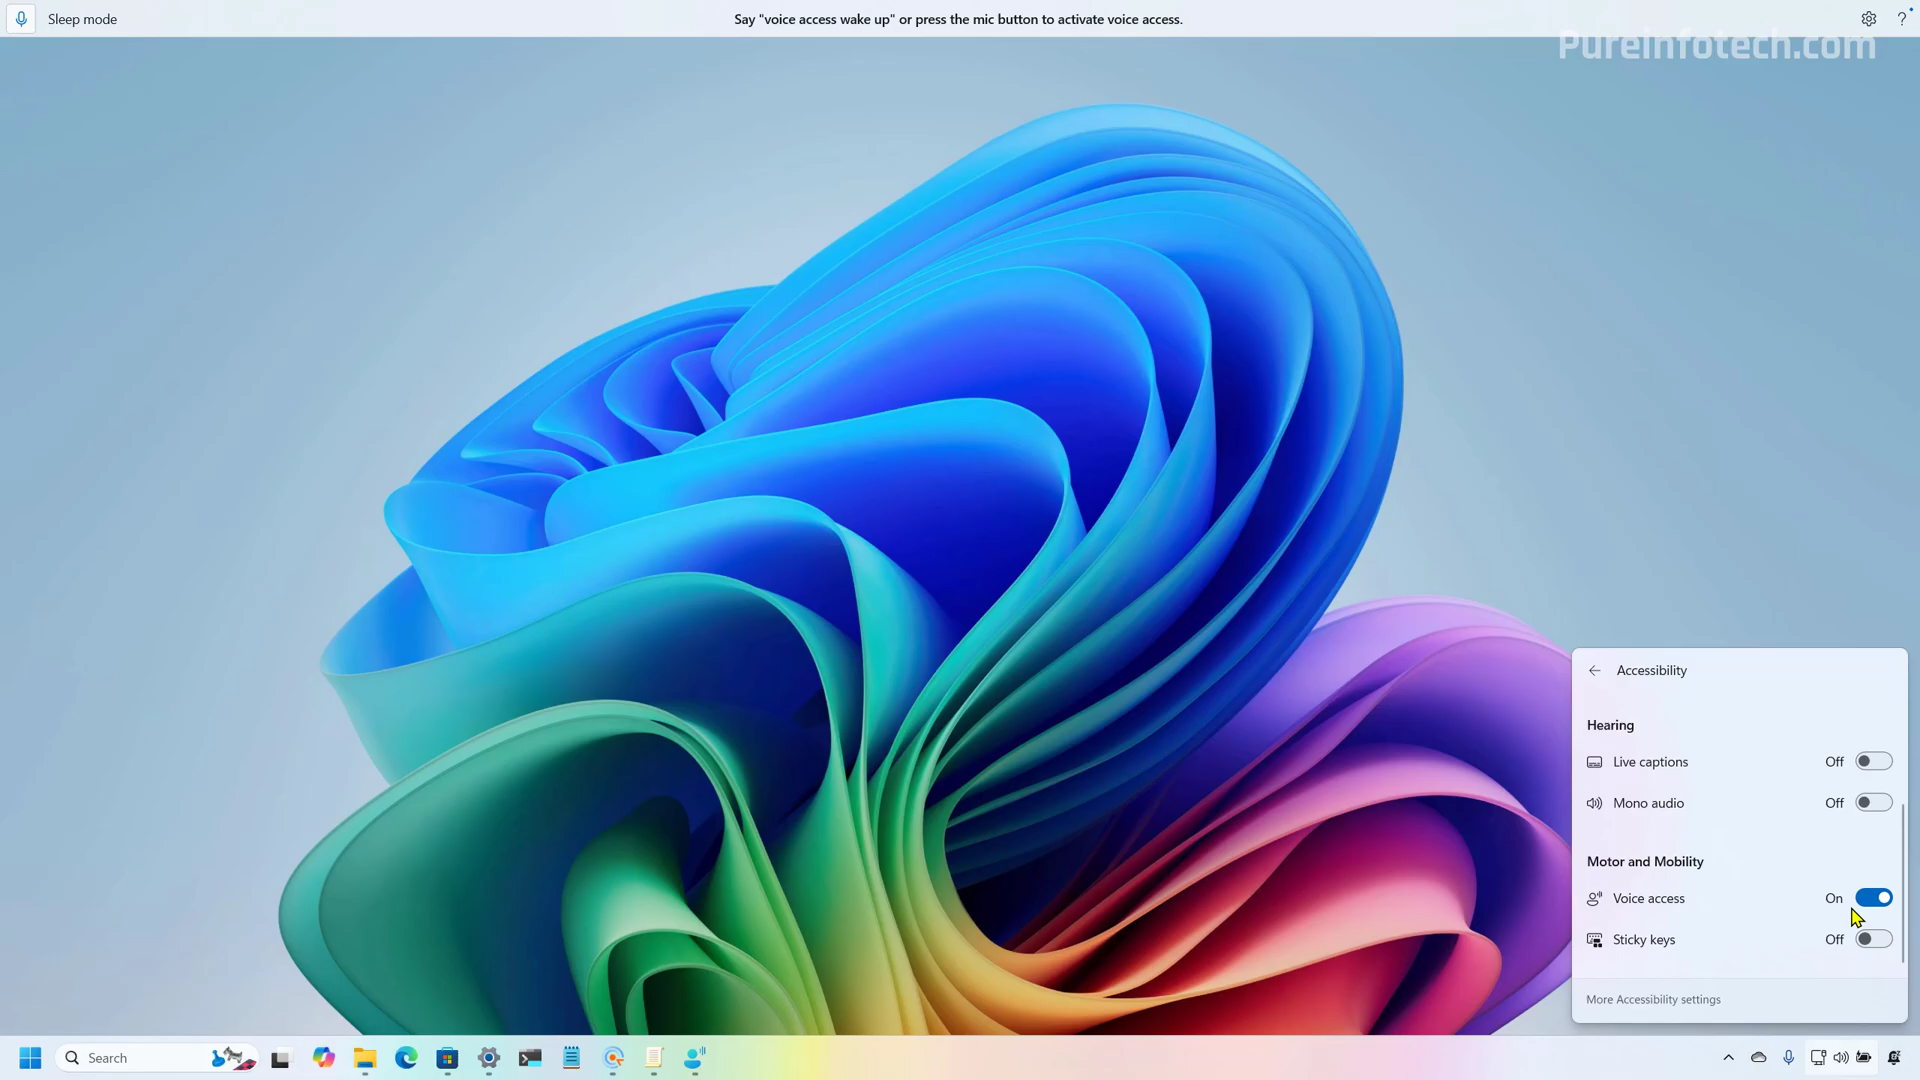 Sleep mode
Say "voice access wake up" or press the mic button to activate voice access.
PureInfotech.com
Accessibility
Hearing
Live captions Off
Mono audio Off
Motor and Mobility
Voice access On
Sticky keys Off
More Accessibility settings
Search